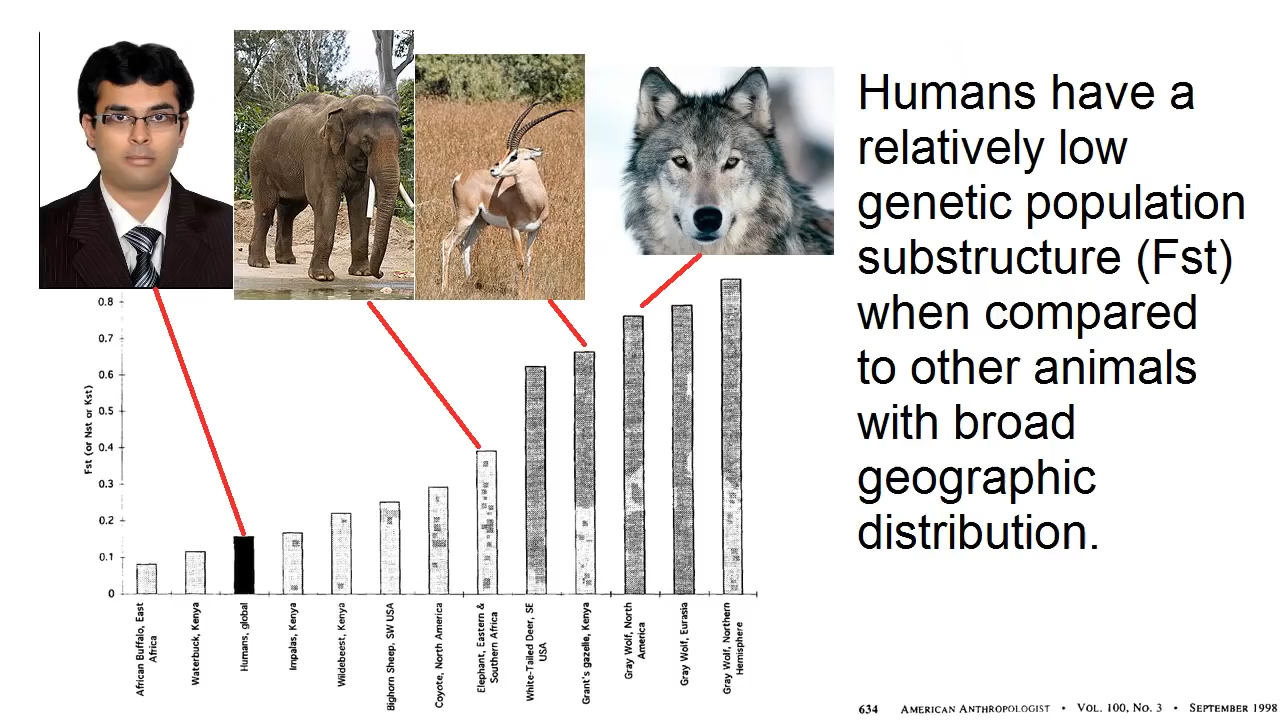 Humans have a
relatively low
genetic population
substructure (Fst)
when compared
to other animals
with broad
geographic
distribution.
0.8
0.7
0.6
0.5
0.4
0.3
0.2
0.1
0
Fst (or Nst or Kst)
African Buffalo, East
Africa
Waterbuck, Kenya
Humans, global
Impalas, Kenya
Wildebeest, Kenya
Bighorn Sheep, SW USA
Coyote, North America
Elephant, Eastern &
Southern Africa
White-Tailed Deer, SE
USA
Grant's gazelle, Kenya
Gray Wolf, North
America
Gray Wolf, Eurasia
Gray Wolf, Northern
Hemisphere
634 AMERICAN ANTHROPOLOGIST • VOL. 100, NO. 3 • SEPTEMBER 1998